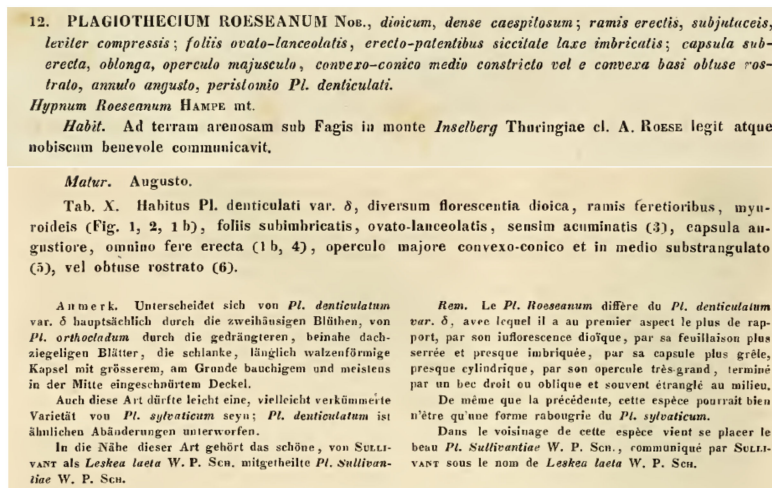 12. PLAGIOTHECIUM ROESEANUM NOB., dioicum, dense caespitosum; ramis erectis, subjutaceis,
leviter compressis; foliis ovato-lanceolatis, erecto-patentibus siccitate laxe imbricatis; capsula sub-
erecta, oblonga, operculo majusculo, convexo-conico medio constricto vel e convexa basi obtuse ros-
trato, annulo angusto, peristomio Pl. denticulati.
Hypnum Roeseanum HAMPE mt.
Habit. Ad terram arenosam sub Fagis in monte Inselberg Thuringiae cl. A. ROESE legit atque
nobiscum benevole communicavit.
Matur. Augusto.
Tab. X. Habitus Pl. denticulati var. δ, diversum florescentia dioica, ramis feretioribus, myu-
roideis (Fig. 1, 2, 1 b), foliis subimbricatis, ovato-lanceolatis, sensim acuminatis (3), capsula an-
gustiore, omnino fere erecta (1 b, 4), operculo majore convexo-conico et in medio substrangulato
(5), vel obtuse rostrato (6).
Anmerk. Unterscheidet sich von Pl. denticulatum
var. δ hauptsächlich durch die zweihäusigen Blüthen, von
Pl. orthocladum durch die gedrängteren, beinahe dach-
ziegeligen Blätter, die schlanke, länglich walzenförmige
Kapsel mit grösserem, am Grunde bauchigem und meistens
in der Mitte eingeschnürtem Deckel.
Auch diese Art dürfte leicht eine, vielleicht verkümmerte
Varietät von Pl. sylvaticum seyn; Pl. denticulatum ist
ähnlichen Abänderungen unterworfen.
In die Nähe dieser Art gehört das schöne, von SULLI-
VANT als Leskea laeta W. P. SCH. mitgetheilte Pl. Sullivan-
tiae W. P. SCH.
Rem. Le Pl. Roeseanum diffère du Pl. denticulatum
var. δ, avec lequel il a au premier aspect le plus de rap-
port, par son inflorescence dioïque, par sa feuillaison plus
serrée et presque imbriquée, par sa capsule plus grêle,
presque cylindrique, par son opercule très-grand, terminé
par un bec droit ou oblique et souvent étranglé au milieu.
De même que la précédente, cette espèce pourrait bien
n'être qu'une forme rabougrie du Pl. sylvaticum.
Dans le voisinage de cette espèce vient se placer le
beau Pl. Sullivantiae W. P. SCH., communiqué par SULLI-
VANT sous le nom de Leskea laeta W. P. SCH.